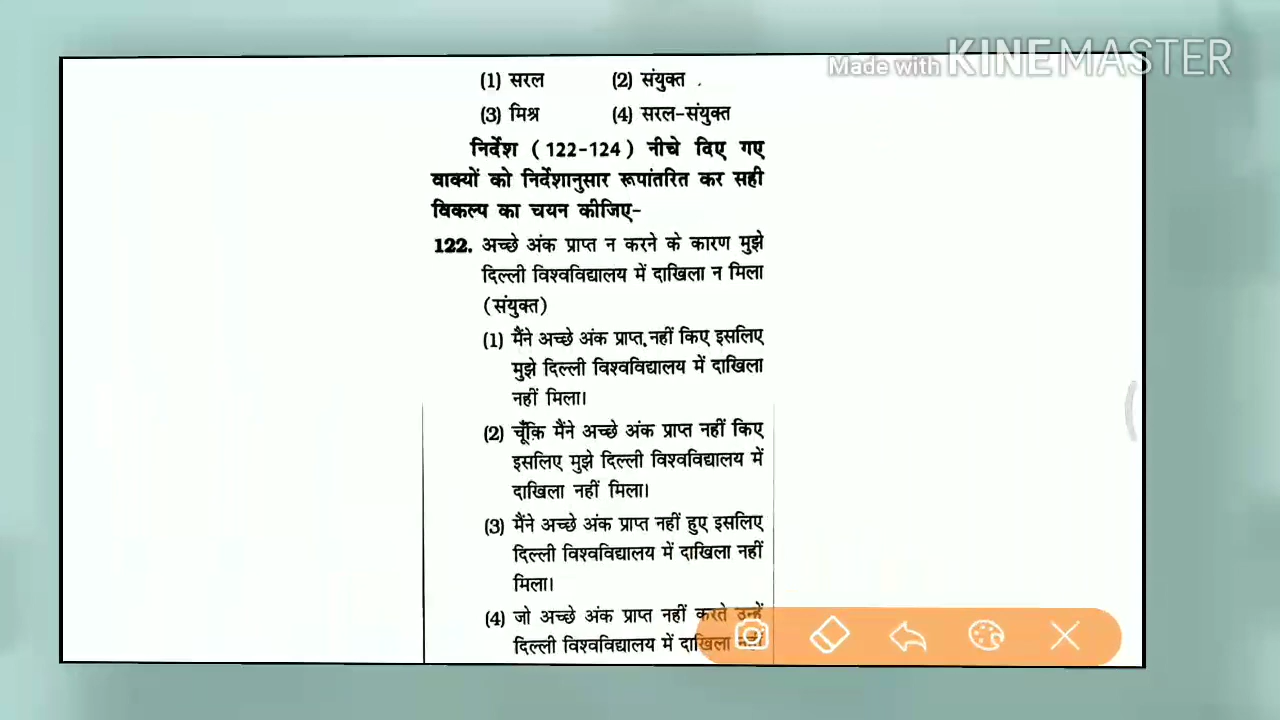 Made with KINEMASTER
(1) सरल (2) संयुक्त
(3) मिश्र (4) सरल-संयुक्त
निर्देश (122-124) नीचे दिए गए
वाक्यों को निर्देशानुसार रूपांतरित कर सही
विकल्प का चयन कीजिए-
122. अच्छे अंक प्राप्त न करने के कारण मुझे
दिल्ली विश्वविद्यालय में दाखिला न मिला
(संयुक्त)
(1) मैंने अच्छे अंक प्राप्त नहीं किए इसलिए
मुझे दिल्ली विश्वविद्यालय में दाखिला
नहीं मिला।
(2) चूँकि मैंने अच्छे अंक प्राप्त नहीं किए
इसलिए मुझे दिल्ली विश्वविद्यालय में
दाखिला नहीं मिला।
(3) मैंने अच्छे अंक प्राप्त नहीं हुए इसलिए
दिल्ली विश्वविद्यालय में दाखिला नहीं
मिला।
(4) जो अच्छे अंक प्राप्त नहीं करते उन्हें
दिल्ली विश्वविद्यालय में दाखिला नहीं